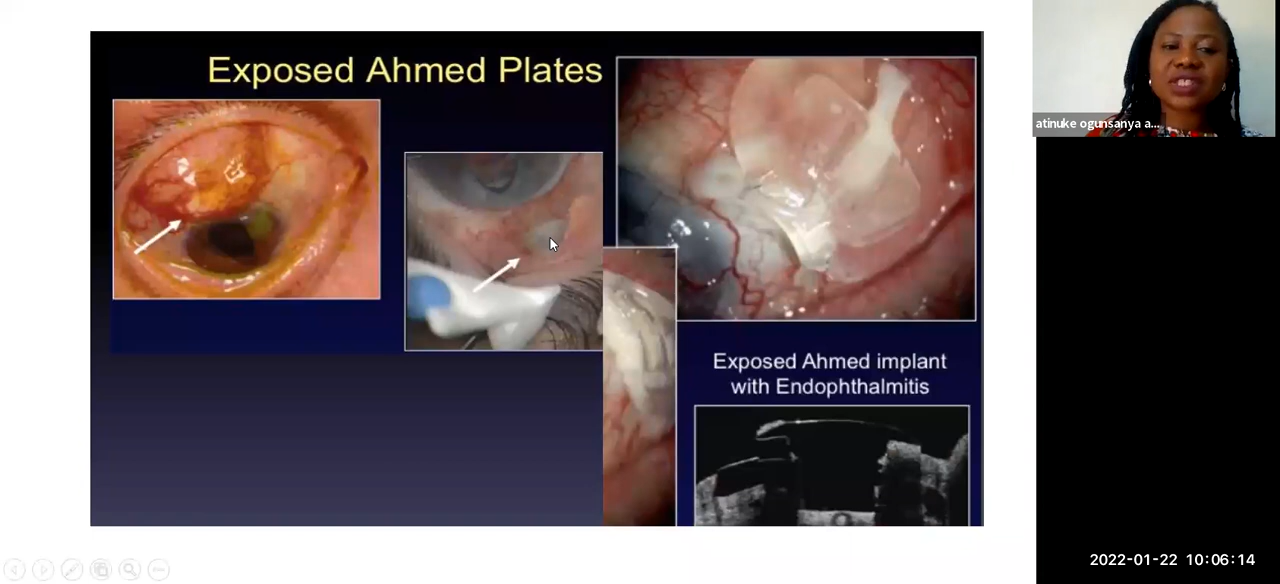 Exposed Ahmed Plates
atinuke ogunsanya a...
Exposed Ahmed implant
with Endophthalmitis
2022-01-22 10:06:14